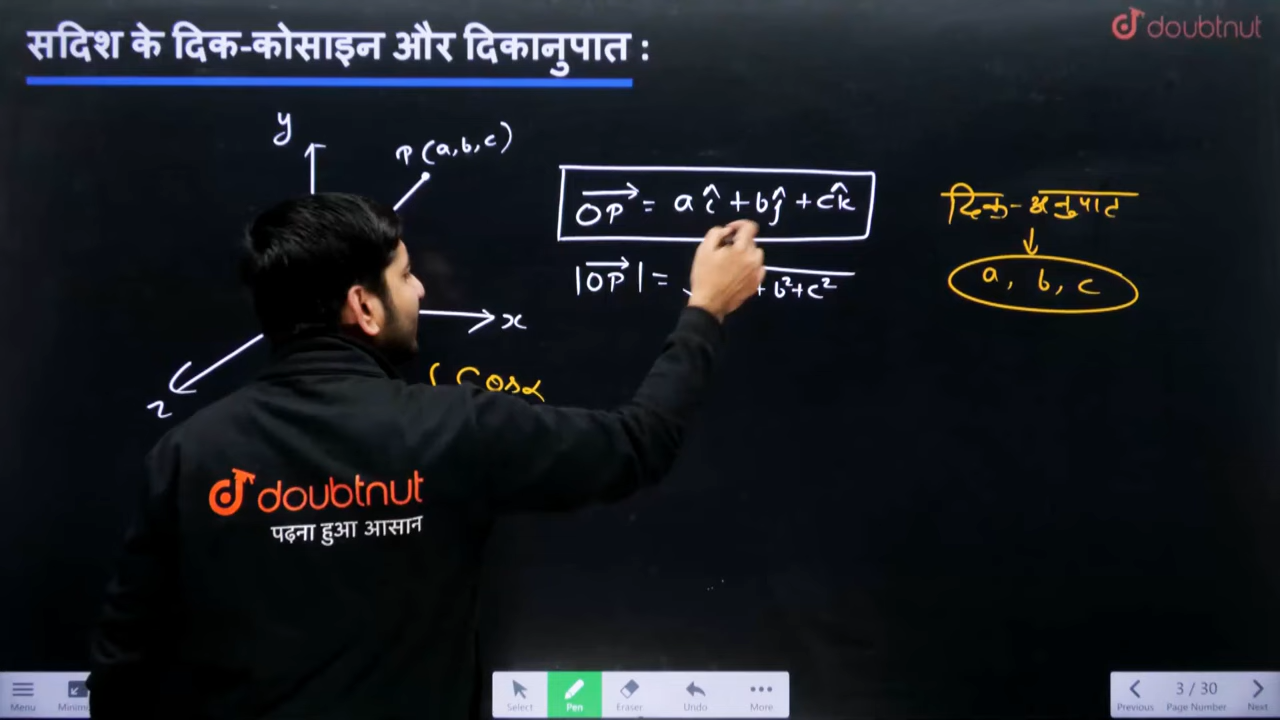 सदिश के दिक-कोसाइन और दिकानुपात :
doubtnut
y
P (a, b, c)
OP = a î + b ĵ + c k̂
दिक-अनुपात
|OP| = + b² + c²
a, b, c
x
z
Cosα
doubtnut
पढ़ना हुआ आसान
Menu
Select
Pen
Eraser
Undo
More
Previous
3 / 30
Page Number
Next